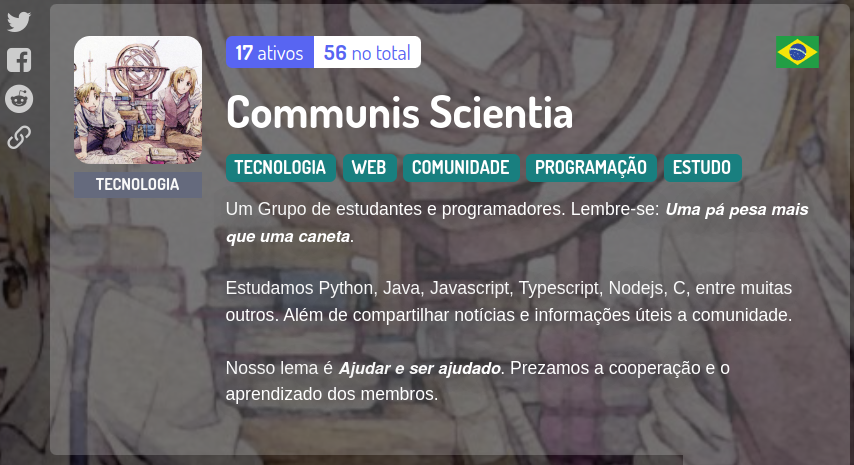 17 ativos 56 no total
Communis Scientia
TECNOLOGIA WEB COMUNIDADE PROGRAMAÇÃO ESTUDO
TECNOLOGIA
Um Grupo de estudantes e programadores. Lembre-se: Uma pá pesa mais
que uma caneta.
Estudamos Python, Java, Javascript, Typescript, Nodejs, C, entre muitas
outros. Além de compartilhar notícias e informações úteis a comunidade.
Nosso lema é Ajudar e ser ajudado. Prezamos a cooperação e o
aprendizado dos membros.